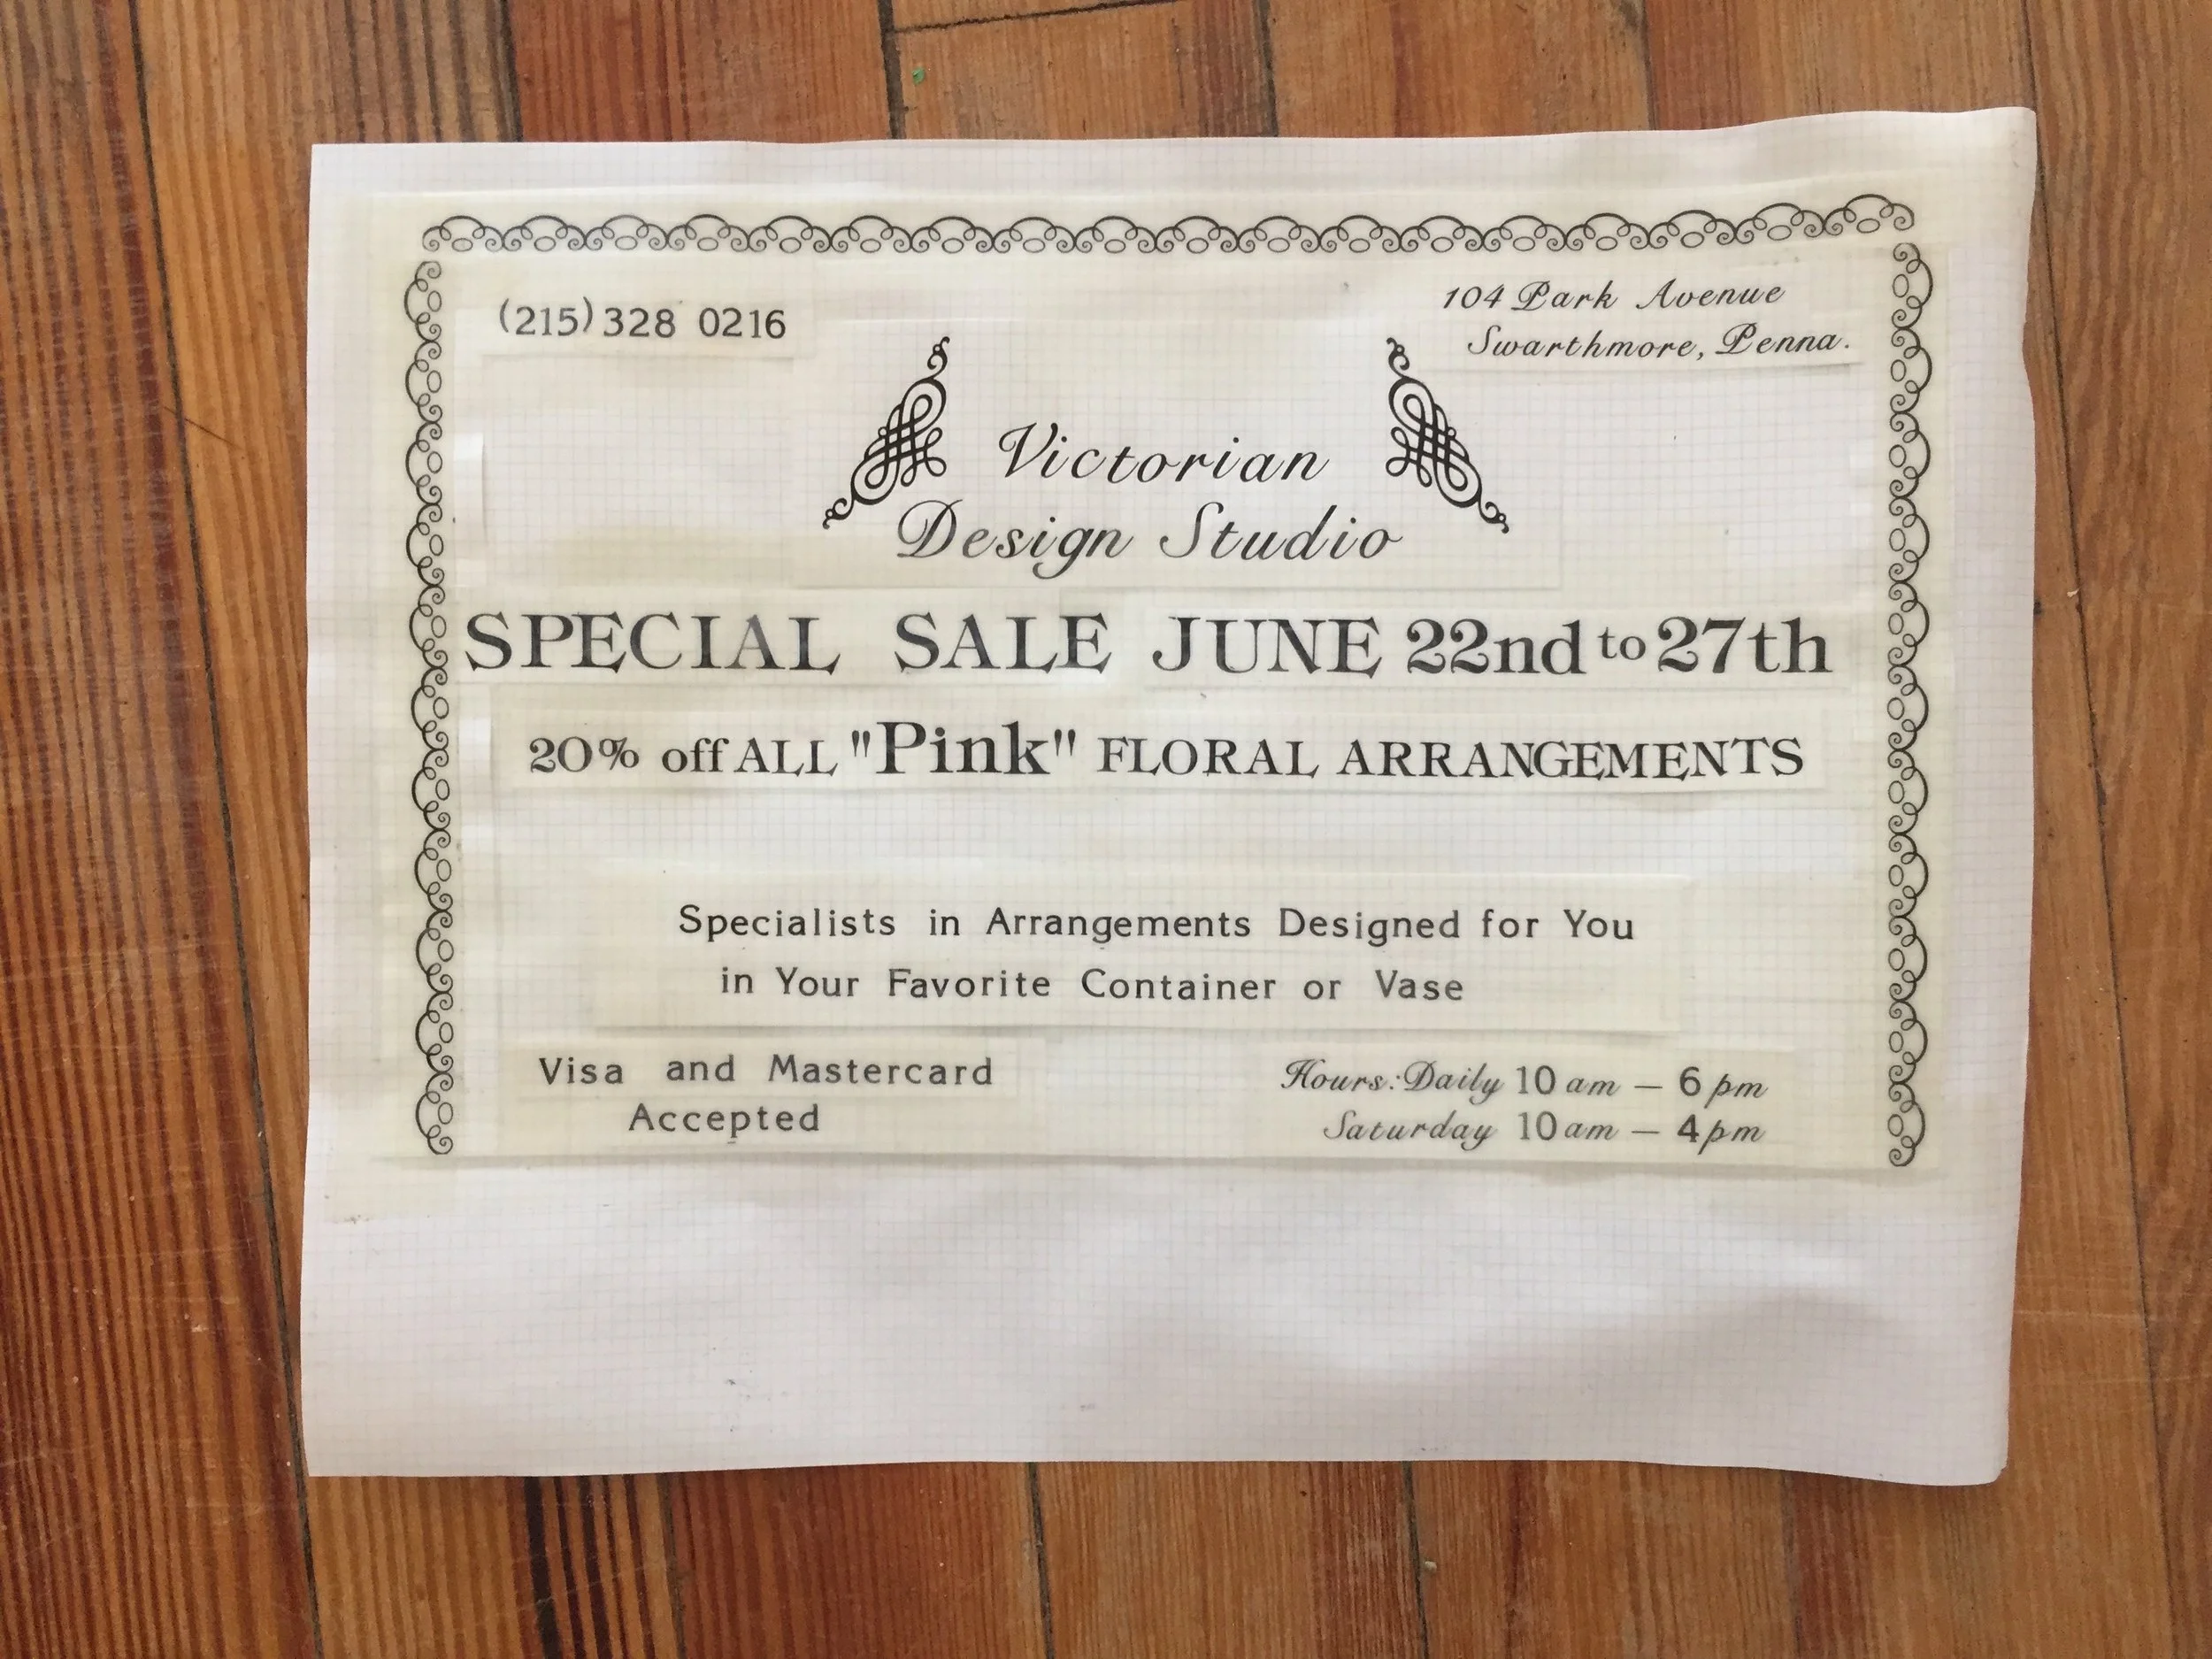 (215) 328 0216
104 Park Avenue
Swarthmore, Penna.
Victorian
Design Studio
SPECIAL SALE JUNE 22nd to 27th
20% off ALL "Pink" FLORAL ARRANGEMENTS
Specialists in Arrangements Designed for You
in Your Favorite Container or Vase
Visa and Mastercard
Accepted
Hours: Daily 10 am – 6 pm
Saturday 10 am – 4 pm